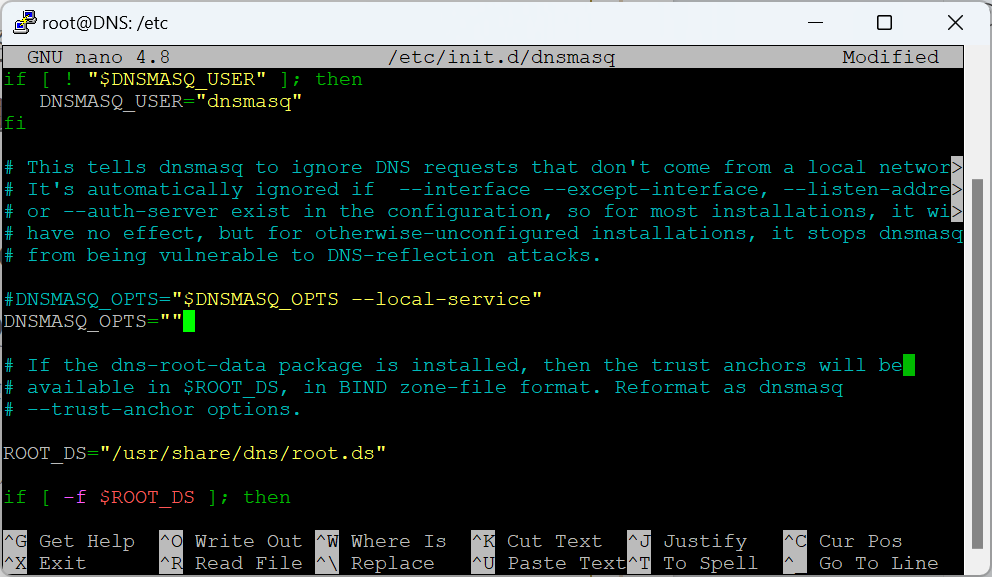 root@DNS: /etc
GNU nano 4.8 /etc/init.d/dnsmasq Modified
if [ ! "$DNSMASQ_USER" ]; then
   DNSMASQ_USER="dnsmasq"
fi
# This tells dnsmasq to ignore DNS requests that don't come from a local networ>
# It's automatically ignored if  --interface --except-interface, --listen-addre>
# or --auth-server exist in the configuration, so for most installations, it wi>
# have no effect, but for otherwise-unconfigured installations, it stops dnsmasq
# from being vulnerable to DNS-reflection attacks.
#DNSMASQ_OPTS="$DNSMASQ_OPTS --local-service"
DNSMASQ_OPTS=""
# If the dns-root-data package is installed, then the trust anchors will be
# available in $ROOT_DS, in BIND zone-file format. Reformat as dnsmasq
# --trust-anchor options.
ROOT_DS="/usr/share/dns/root.ds"
if [ -f $ROOT_DS ]; then
^G Get Help ^O Write Out ^W Where Is ^K Cut Text ^J Justify ^C Cur Pos
^X Exit ^R Read File ^\ Replace ^U Paste Text ^T To Spell ^ Go To Line